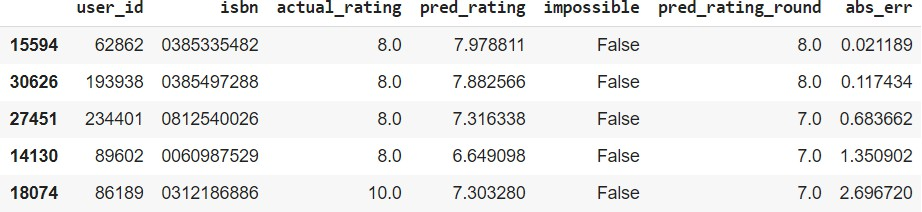 user_id isbn actual_rating pred_rating impossible pred_rating_round abs_err
15594 62862 0385335482 8.0 7.978811 False 8.0 0.021189
30626 193938 0385497288 8.0 7.882566 False 8.0 0.117434
27451 234401 0812540026 8.0 7.316338 False 7.0 0.683662
14130 89602 0060987529 8.0 6.649098 False 7.0 1.350902
18074 86189 0312186886 10.0 7.303280 False 7.0 2.696720